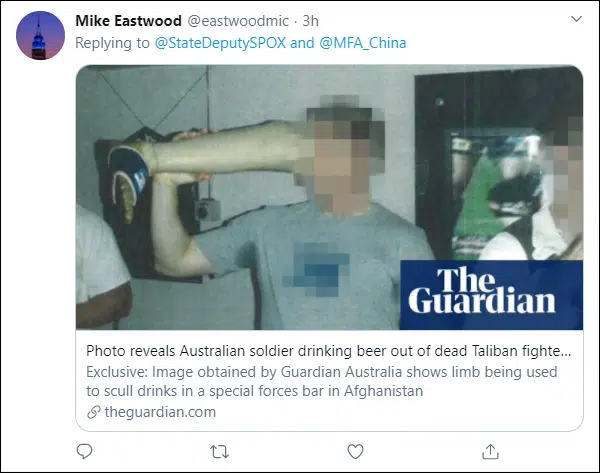 Mike Eastwood @eastwoodmic · 3h
Replying to @StateDeputySPOX and @MFA_China
The
Guardian
Photo reveals Australian soldier drinking beer out of dead Taliban fighte...
Exclusive: Image obtained by Guardian Australia shows limb being used
to scull drinks in a special forces bar in Afghanistan
theguardian.com